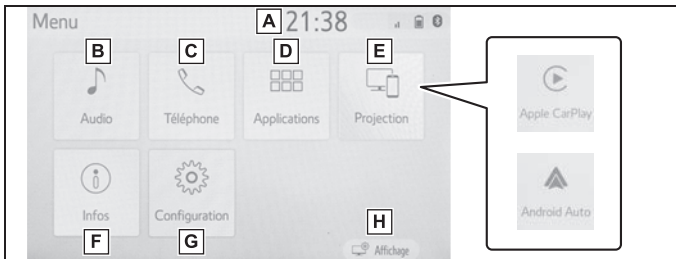 Menu A 21:38
B C D E
Audio Téléphone Applications Projection
Infos Configuration
F G H
Affichage
Apple CarPlay
Android Auto